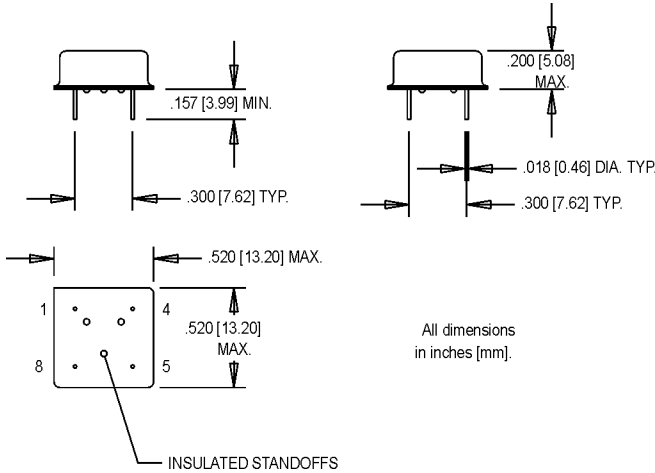 .157 [3.99] MIN.
.300 [7.62] TYP.
.200 [5.08]
MAX.
.018 [0.46] DIA. TYP.
.300 [7.62] TYP.
.520 [13.20] MAX.
1
4
.520 [13.20]
MAX.
8
5
All dimensions
in inches [mm].
INSULATED STANDOFFS